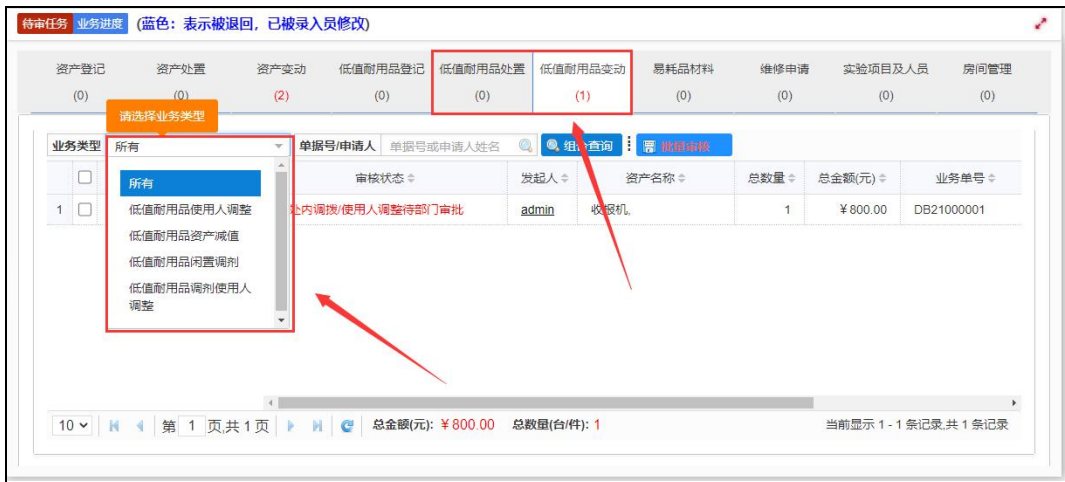 待审任务 业务进度 (蓝色：表示被退回，已被录入员修改)
资产登记 资产处置 资产变动 低值耐用品登记 低值耐用品处置 低值耐用品变动 易耗品材料 维修申请 实验项目及人员 房间管理
(0) (0) (2) (0) (0) (1) (0) (0) (0) (0)
请选择业务类型
业务类型 所有 单据号/申请人 单据号或申请人姓名 组合查询 批量审核
审核状态 发起人 资产名称 总数量 总金额(元) 业务单号
1 处内调拨/使用人调整待部门审批 admin 收报机, 1 ￥800.00 DB21000001
所有
低值耐用品使用人调整
低值耐用品资产减值
低值耐用品闲置调剂
低值耐用品调剂使用人
调整
10 第 1 页,共 1 页 总金额(元): ￥800.00 总数量(台/件): 1 当前显示 1 - 1 条记录,共 1 条记录